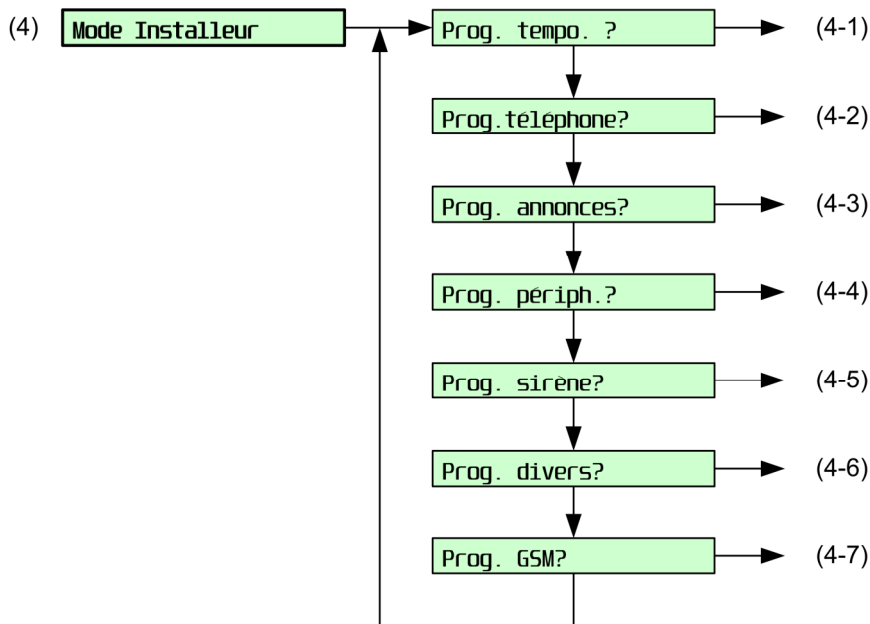 (4) Mode Installeur Prog. tempo. ? (4-1)
Prog.téléphone? (4-2)
Prog. annonces? (4-3)
Prog. périph.? (4-4)
Prog. sirène? (4-5)
Prog. divers? (4-6)
Prog. GSM? (4-7)